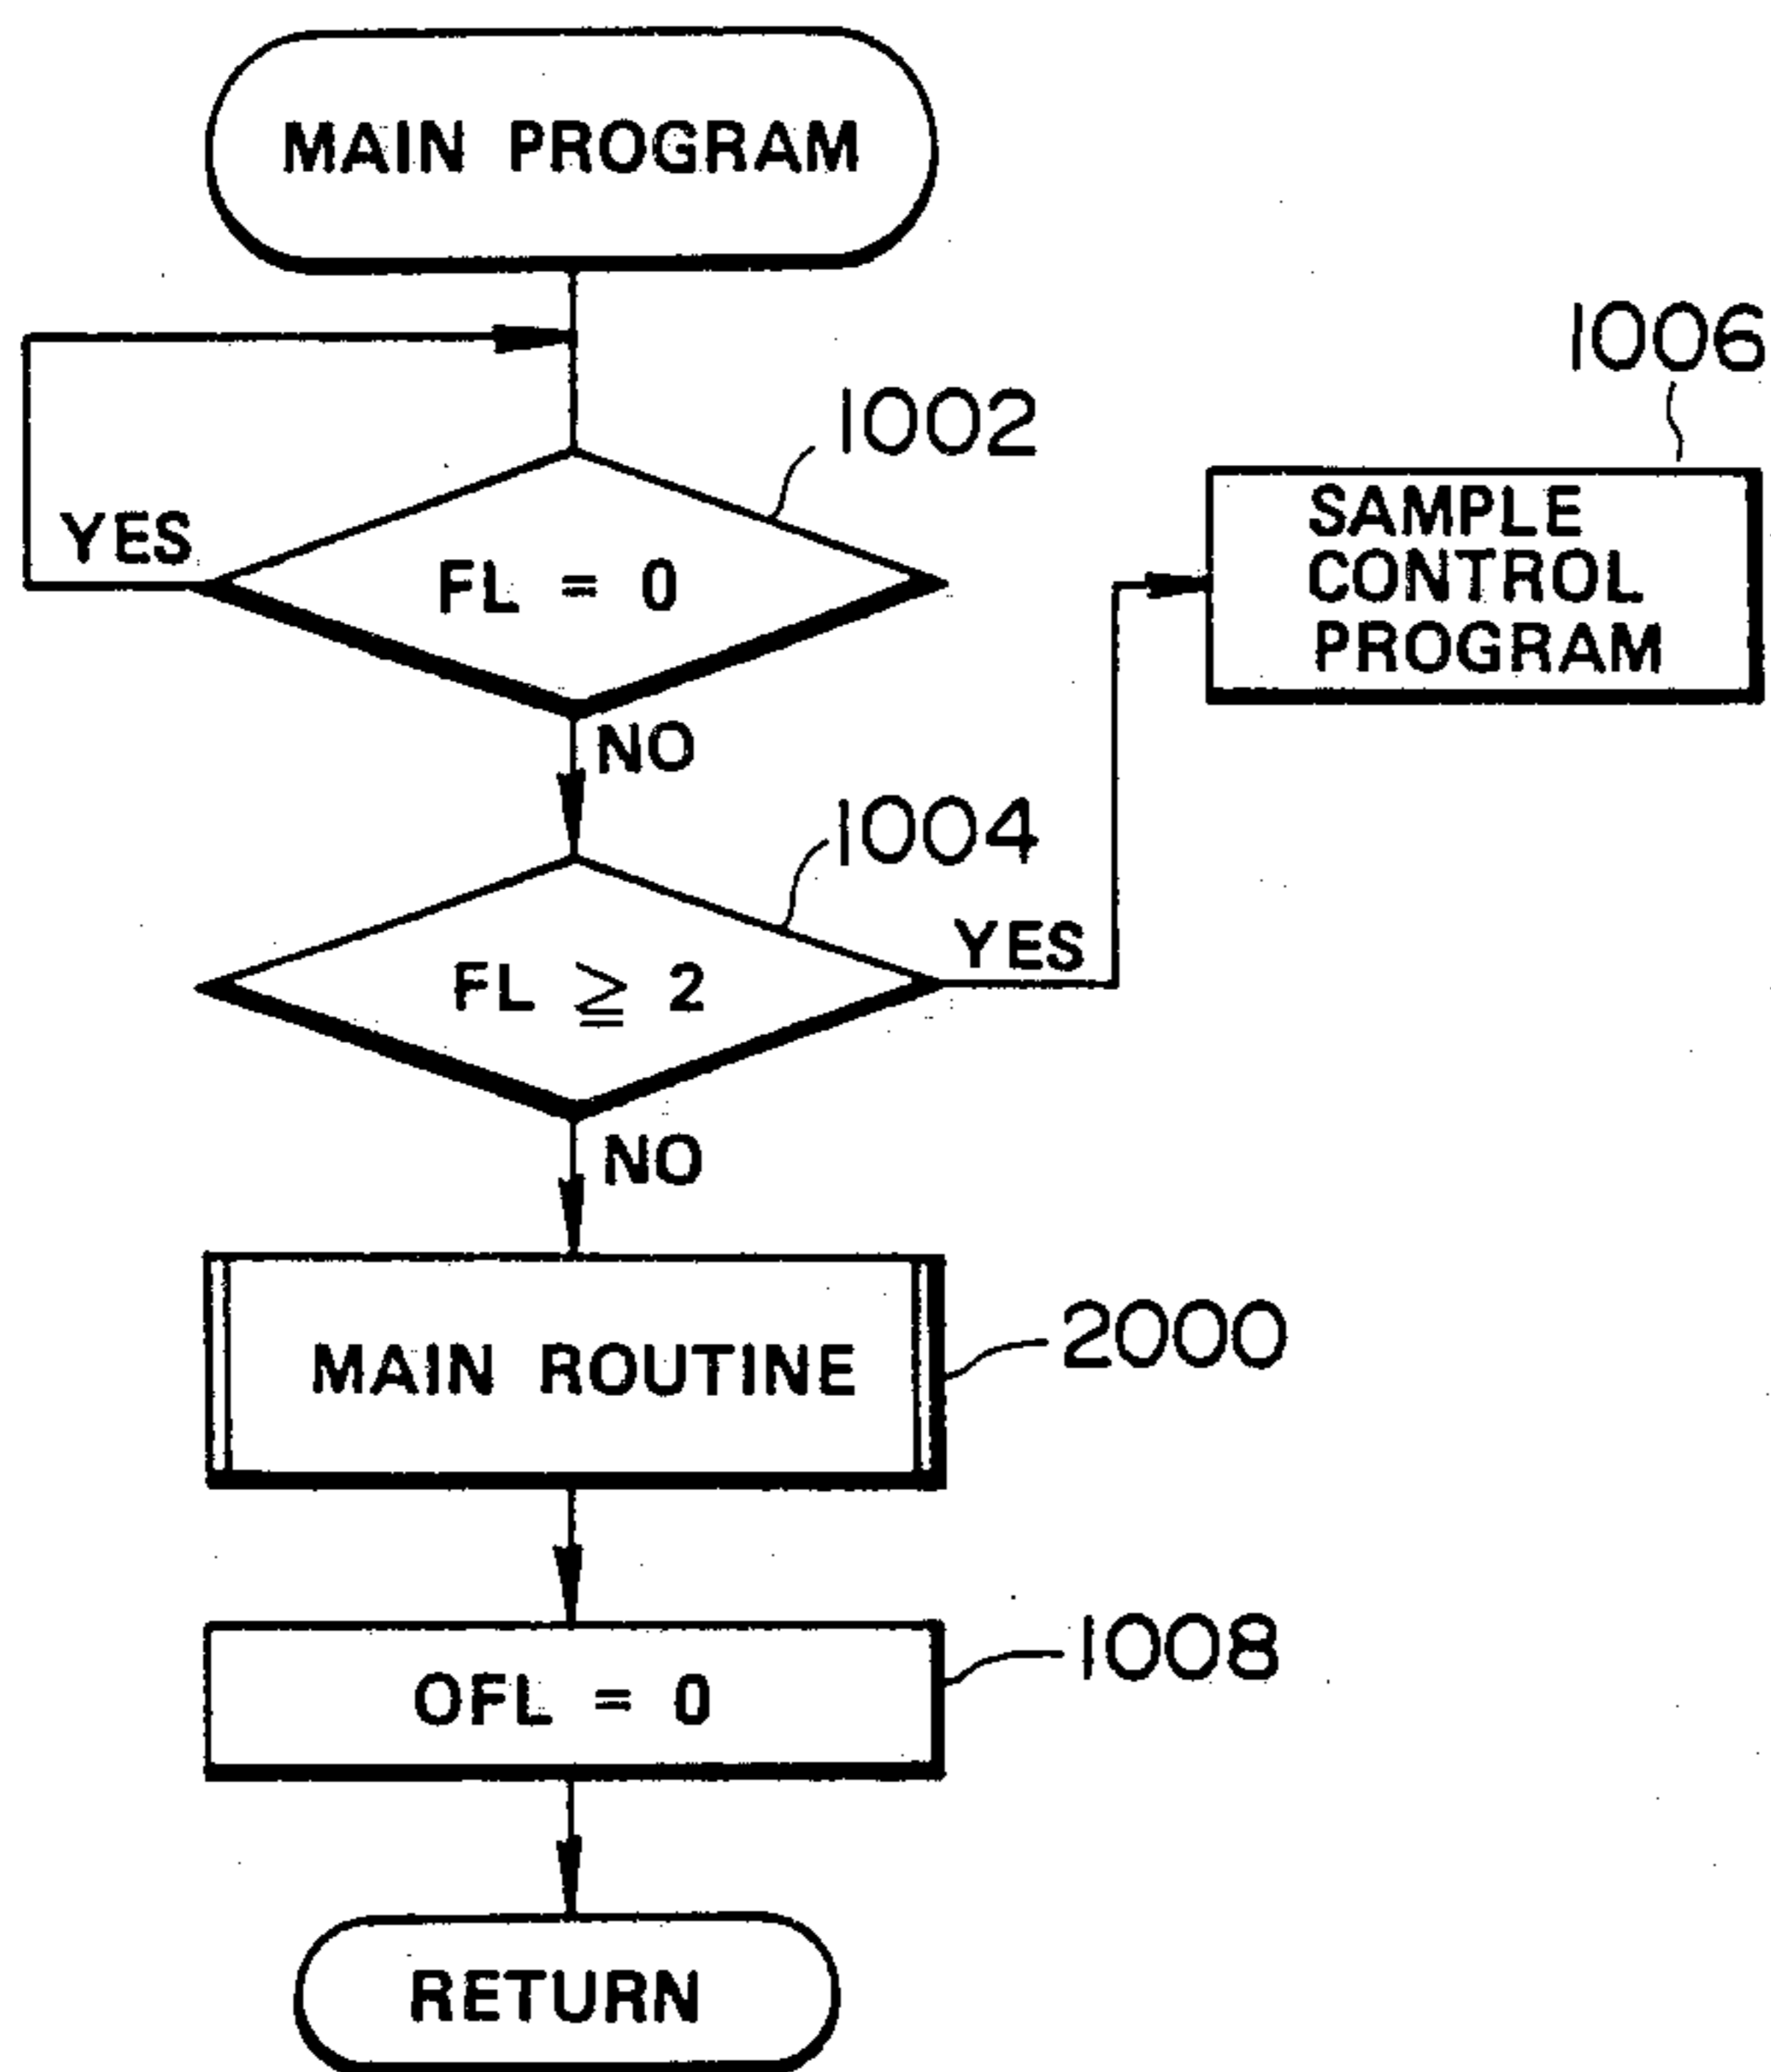 MAIN PROGRAM
1006
1002
YES
FL = 0
SAMPLE
CONTROL
PROGRAM
NO
1004
YES
FL ≧ 2
NO
MAIN ROUTINE
2000
1008
OFL = 0
RETURN